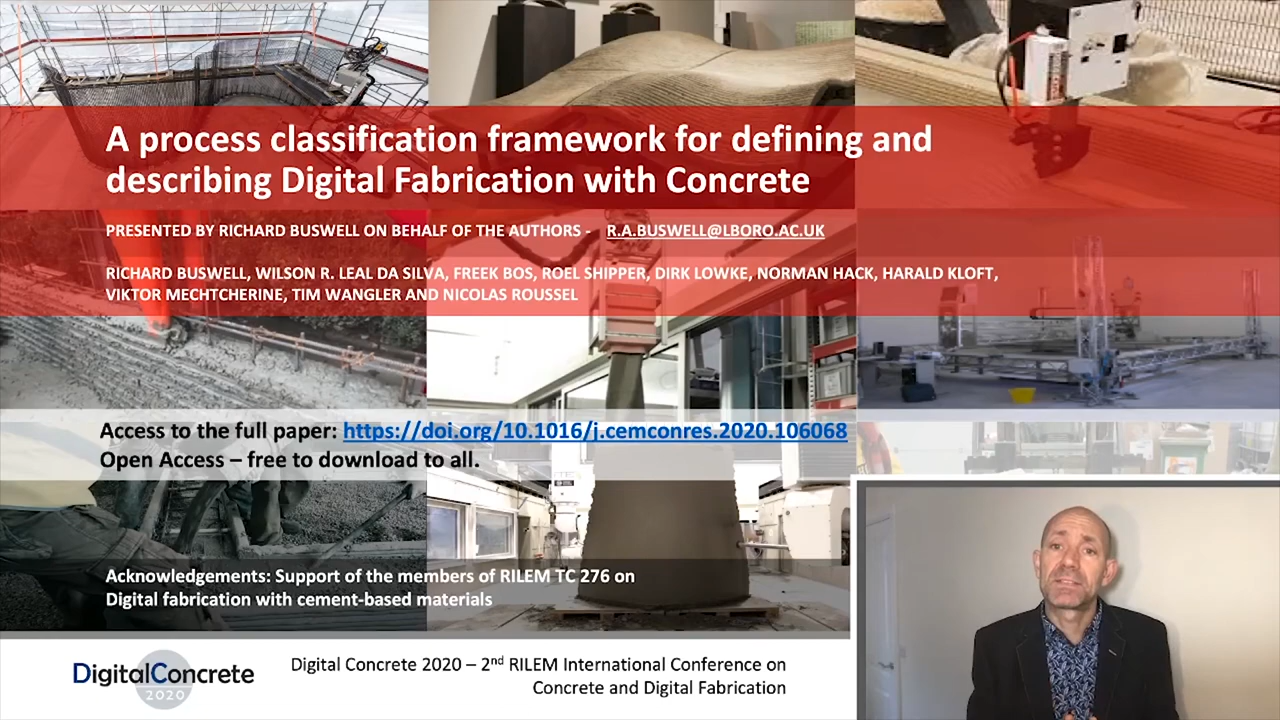 A process classification framework for defining and
describing Digital Fabrication with Concrete
PRESENTED BY RICHARD BUSWELL ON BEHALF OF THE AUTHORS - R.A.BUSWELL@LBORO.AC.UK
RICHARD BUSWELL, WILSON R. LEAL DA SILVA, FREEK BOS, ROEL SHIPPER, DIRK LOWKE, NORMAN HACK, HARALD KLOFT,
VIKTOR MECHTCHERINE, TIM WANGLER AND NICOLAS ROUSSEL
Access to the full paper: https://doi.org/10.1016/j.cemconres.2020.106068
Open Access – free to download to all.
Acknowledgements: Support of the members of RILEM TC 276 on
Digital fabrication with cement-based materials
DigitalConcrete
2020
Digital Concrete 2020 – 2nd RILEM International Conference on
Concrete and Digital Fabrication